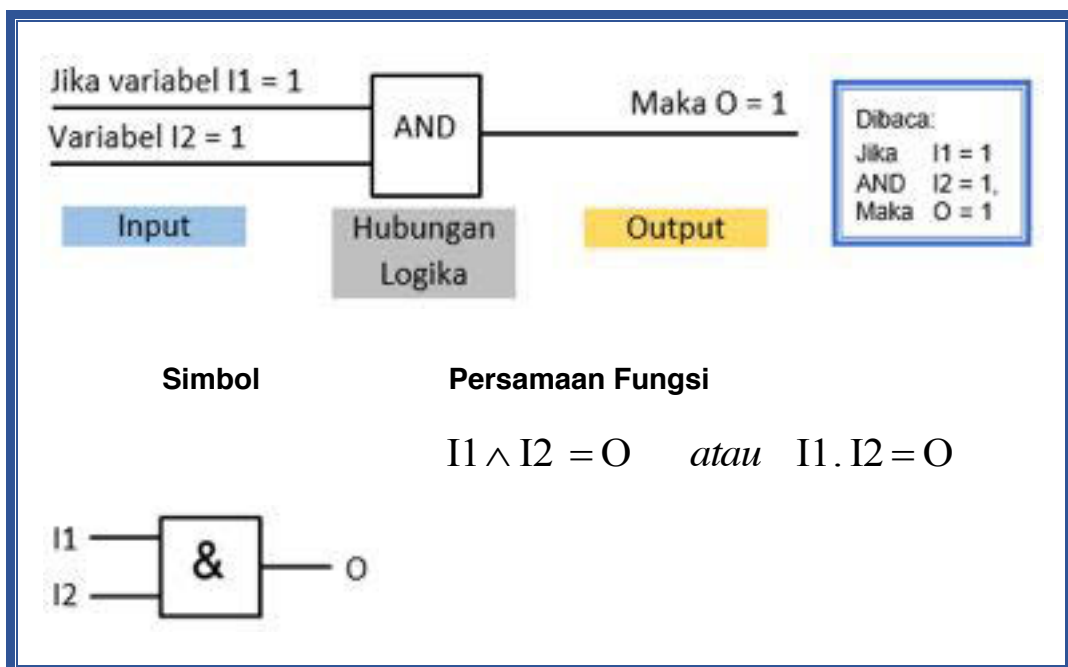 Jika variabel I1 = 1
Variabel I2 = 1
AND
Maka O = 1
Dibaca:
Jika I1 = 1
AND I2 = 1,
Maka O = 1
Input
Hubungan
Logika
Output
Simbol
Persamaan Fungsi
I1 ∧ I2 = O atau I1 . I2 = O
I1
I2
&
O